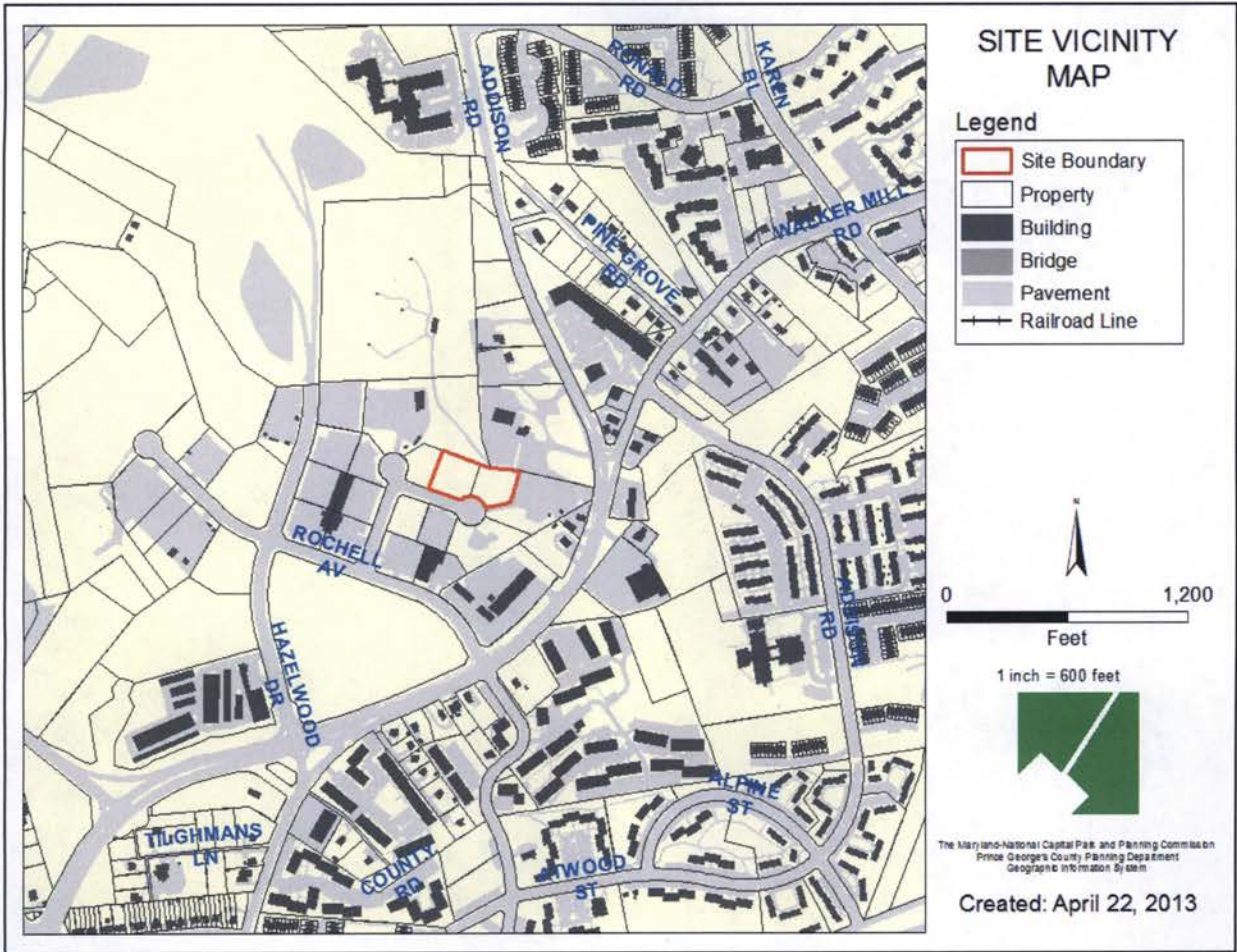 SITE VICINITY
MAP
Legend
Site Boundary
Property
Building
Bridge
Pavement
Railroad Line
N
0
1,200
Feet
1 inch = 600 feet
The Maryland-National Capital Park and Planning Commission
Prince George's County Planning Department
Geographic Information System
Created: April 22, 2013
ADDISON
RD
RONALD
RD
KAREN
BL
WALKER MILL
RD
PINE GROVE
RD
ROCHELL
AV
HAZELWOOD
DR
ADDISON
RD
ALPINE
ST
TILGHMANS
LN
COUNTY
RD
ATWOOD
ST